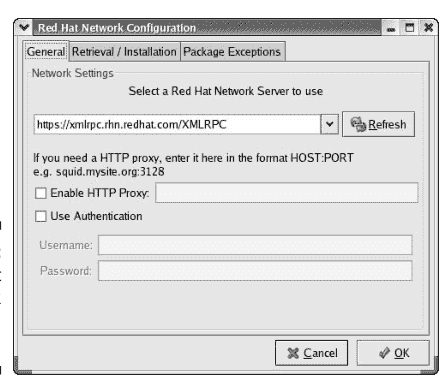 Red Hat Network Configuration
General Retrieval / Installation Package Exceptions
Network Settings
Select a Red Hat Network Server to use
https://xmlrpc.rhn.redhat.com/XMLRPC Refresh
If you need a HTTP proxy, enter it here in the format HOST:PORT
e.g. squid.mysite.org:3128
Enable HTTP Proxy:
Use Authentication
Username:
Password:
Cancel OK